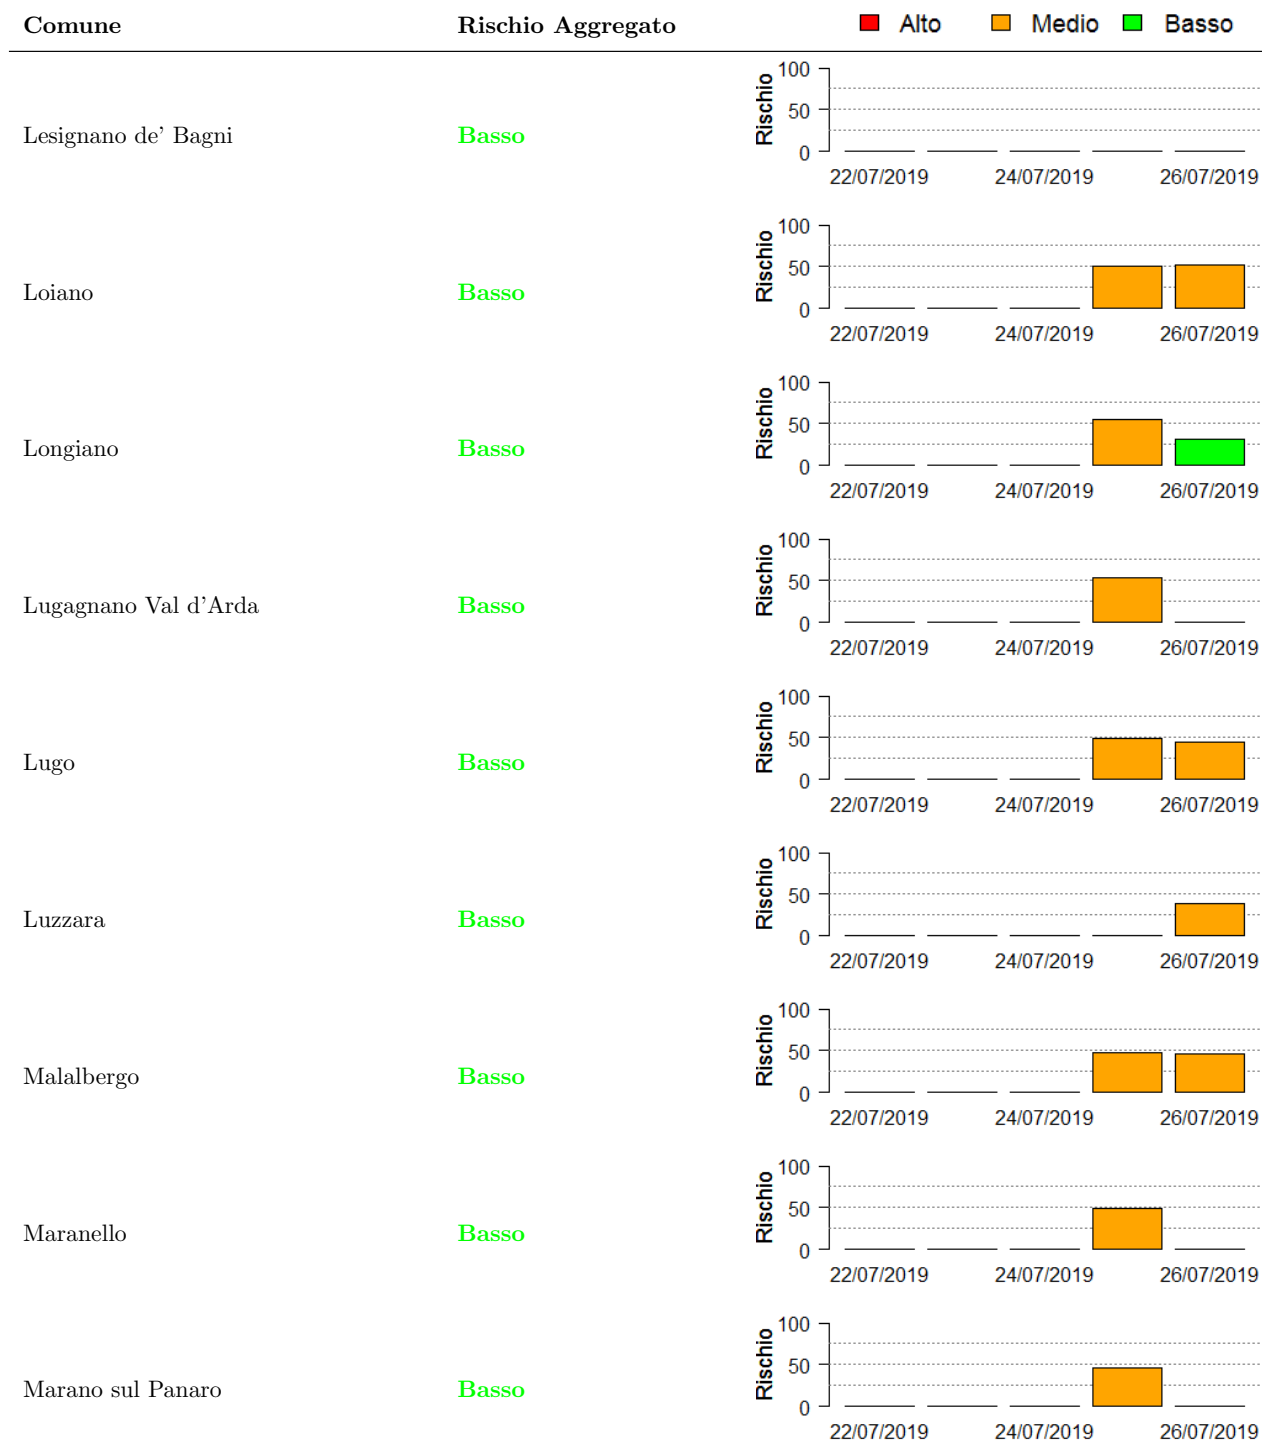 Comune Rischio Aggregato Alto Medio Basso
Lesignano de' Bagni Basso
Rischio
100
50
0
22/07/2019 24/07/2019 26/07/2019
Loiano Basso
Rischio
100
50
0
22/07/2019 24/07/2019 26/07/2019
Longiano Basso
Rischio
100
50
0
22/07/2019 24/07/2019 26/07/2019
Lugagnano Val d'Arda Basso
Rischio
100
50
0
22/07/2019 24/07/2019 26/07/2019
Lugo Basso
Rischio
100
50
0
22/07/2019 24/07/2019 26/07/2019
Luzzara Basso
Rischio
100
50
0
22/07/2019 24/07/2019 26/07/2019
Malalbergo Basso
Rischio
100
50
0
22/07/2019 24/07/2019 26/07/2019
Maranello Basso
Rischio
100
50
0
22/07/2019 24/07/2019 26/07/2019
Marano sul Panaro Basso
Rischio
100
50
0
22/07/2019 24/07/2019 26/07/2019